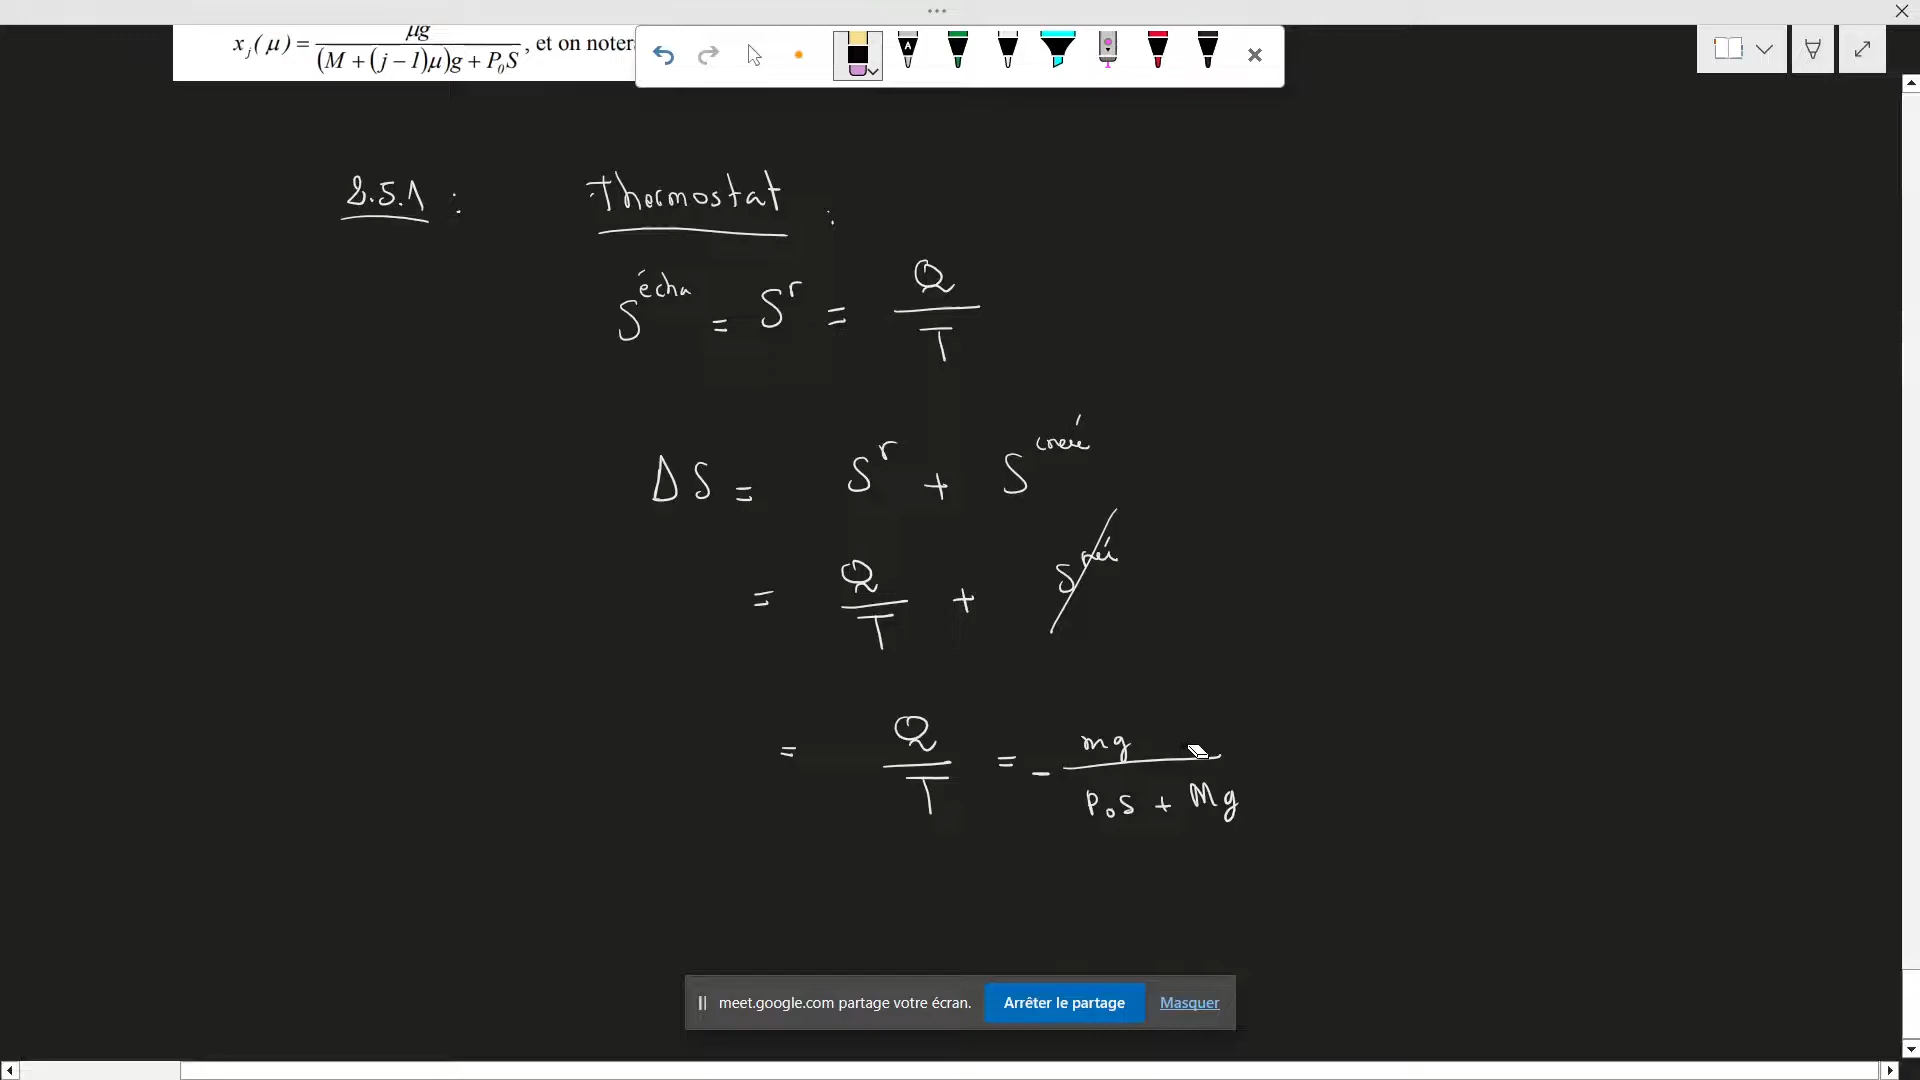 x_j(μ) = μg / ((M + (j − 1)μ)g + P_0S), et on noter
2.5.1 : Thermostat :
S^écha = S^r = Q / T
ΔS = S^r + S^créé
= Q / T + S^créé
= Q / T = − mg / (P_0S + Mg)
meet.google.com partage votre écran. Arrêter le partage Masquer